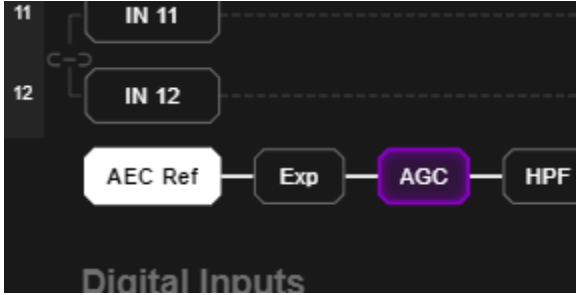 11 IN 11
12 IN 12
AEC Ref Exp AGC HPF
Digital Inputs